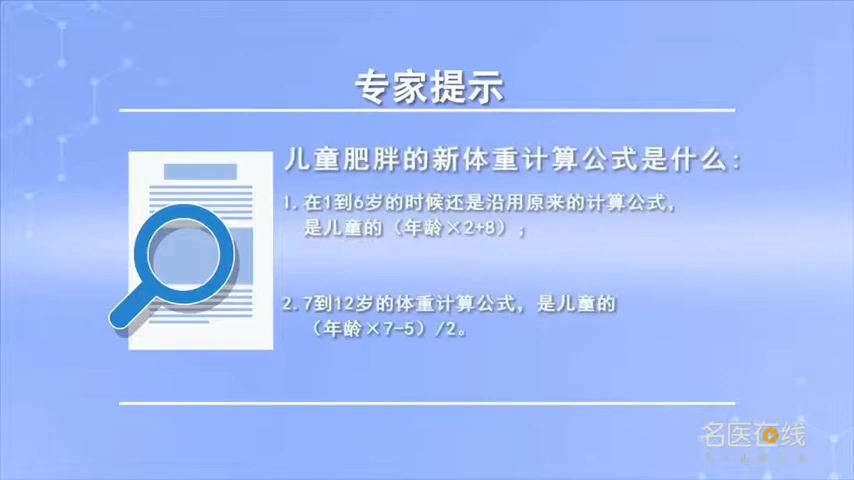 专家提示
儿童肥胖的新体重计算公式是什么：
1.在1到6岁的时候还是沿用原来的计算公式，
是儿童的（年龄×2+8）；
2.7到12岁的体重计算公式，是儿童的
（年龄×7-5）/2。
名医在线